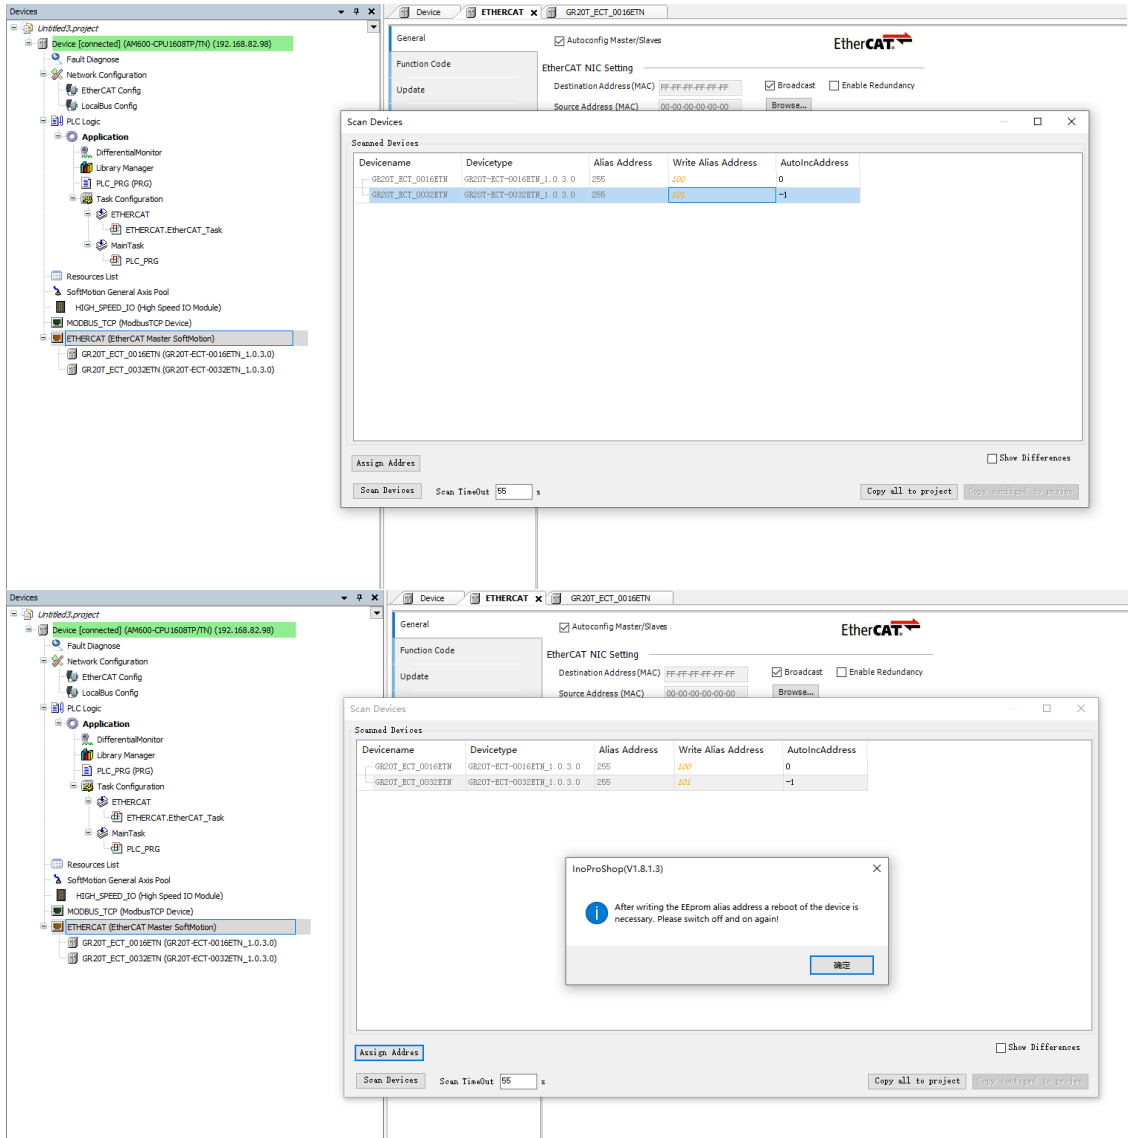 Devices
Device
ETHERCAT
GR20T_ECT_0016ETN
Untitled3.project
Device [connected] (AM600-CPU1608TP/TN) (192.168.82.98)
Fault Diagnose
Network Configuration
EtherCAT Config
LocalBus Config
PLC Logic
Application
DifferentialMonitor
Library Manager
PLC_PRG (PRG)
Task Configuration
ETHERCAT
ETHERCAT.EtherCAT_Task
MainTask
PLC_PRG
Resources List
SoftMotion General Axis Pool
HIGH_SPEED_IO (High Speed IO Module)
MODBUS_TCP (ModbusTCP Device)
ETHERCAT (EtherCAT Master SoftMotion)
GR20T_ECT_0016ETN (GR20T-ECT-0016ETN_1.0.3.0)
GR20T_ECT_0032ETN (GR20T-ECT-0032ETN_1.0.3.0)
General
Function Code
Update
Autoconfig Master/Slaves
EtherCAT
EtherCAT NIC Setting
Destination Address (MAC) FF-FF-FF-FF-FF-FF Broadcast Enable Redundancy
Source Address (MAC) 00-00-00-00-00-00 Browse...
Scan Devices
Scanned Devices
Devicename Devicetype Alias Address Write Alias Address AutoIncAddress
GR20T_ECT_0016ETN GR20T-ECT-0016ETN_1.0.3.0 255 100 0
GR20T_ECT_0032ETN GR20T-ECT-0032ETN_1.0.3.0 255 101 -1
Assign Addres
Show Differences
Scan Devices Scan TimeOut 55 s Copy all to project Copy configed to projec
Devices
Device
ETHERCAT
GR20T_ECT_0016ETN
Untitled3.project
Device [connected] (AM600-CPU1608TP/TN) (192.168.82.98)
Fault Diagnose
Network Configuration
EtherCAT Config
LocalBus Config
PLC Logic
Application
DifferentialMonitor
Library Manager
PLC_PRG (PRG)
Task Configuration
ETHERCAT
ETHERCAT.EtherCAT_Task
MainTask
PLC_PRG
Resources List
SoftMotion General Axis Pool
HIGH_SPEED_IO (High Speed IO Module)
MODBUS_TCP (ModbusTCP Device)
ETHERCAT (EtherCAT Master SoftMotion)
GR20T_ECT_0016ETN (GR20T-ECT-0016ETN_1.0.3.0)
GR20T_ECT_0032ETN (GR20T-ECT-0032ETN_1.0.3.0)
General
Function Code
Update
Autoconfig Master/Slaves
EtherCAT
EtherCAT NIC Setting
Destination Address (MAC) FF-FF-FF-FF-FF-FF Broadcast Enable Redundancy
Source Address (MAC) 00-00-00-00-00-00 Browse...
Scan Devices
Scanned Devices
Devicename Devicetype Alias Address Write Alias Address AutoIncAddress
GR20T_ECT_0016ETN GR20T-ECT-0016ETN_1.0.3.0 255 100 0
GR20T_ECT_0032ETN GR20T-ECT-0032ETN_1.0.3.0 255 101 -1
InoProShop(V1.8.1.3)
After writing the EEprom alias address a reboot of the device is
necessary. Please switch off and on again!
确定
Assign Addres
Show Differences
Scan Devices Scan TimeOut 55 s Copy all to project Copy configed to projec